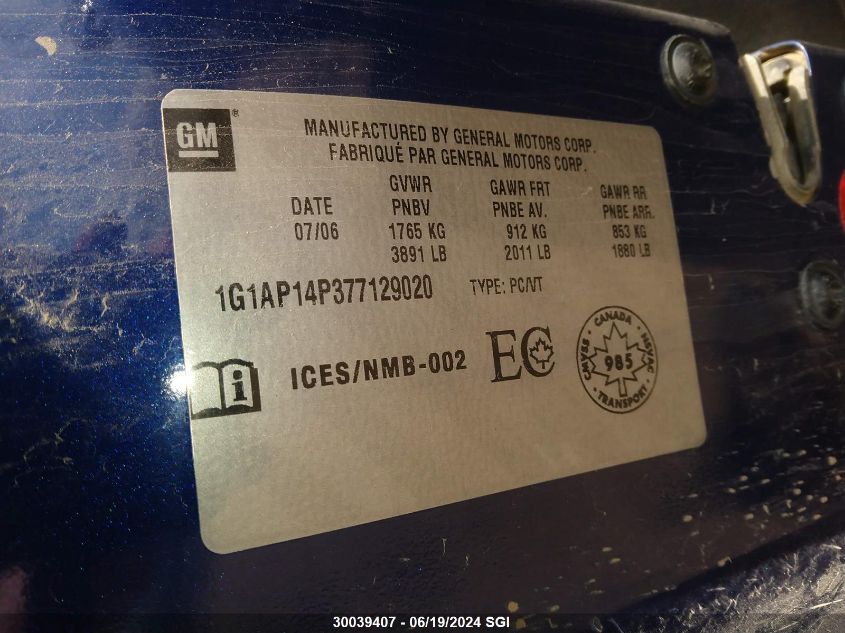 GM®
MANUFACTURED BY GENERAL MOTORS CORP.
FABRIQUÉ PAR GENERAL MOTORS CORP.
GVWR GAWR FRT GAWR RR
DATE PNBV PNBE AV. PNBE ARR.
07/06 1765 KG 912 KG 853 KG
3891 LB 2011 LB 1880 LB
1G1AP14P377129020 TYPE: PC/VT
i ICES/NMB-002 EC
CANADA
CMVSS 985 NSVAC
TRANSPORT
30039407 - 06/19/2024 SGI